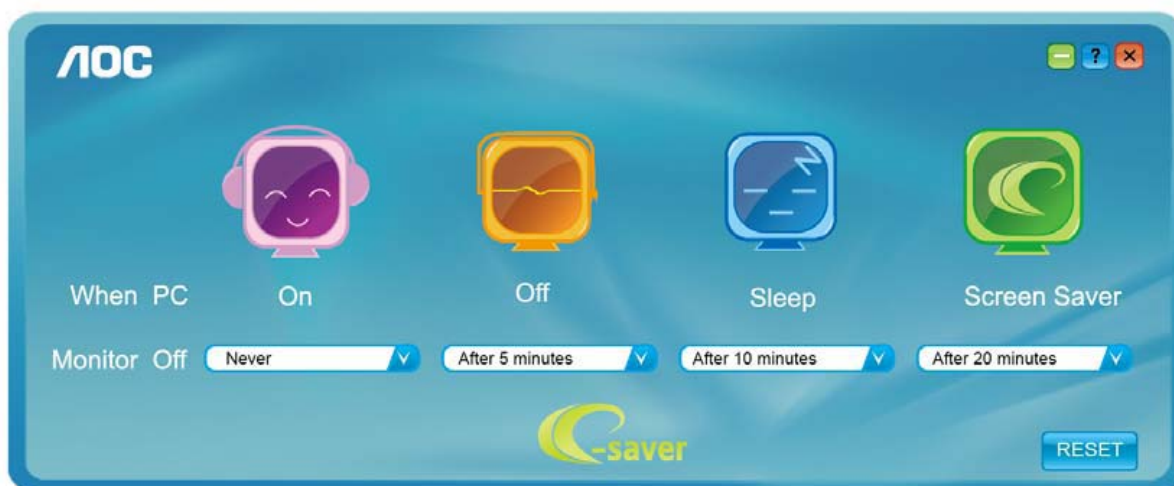 AOC
?
When PC On Off Sleep Screen Saver
Monitor Off Never After 5 minutes After 10 minutes After 20 minutes
e-saver
RESET